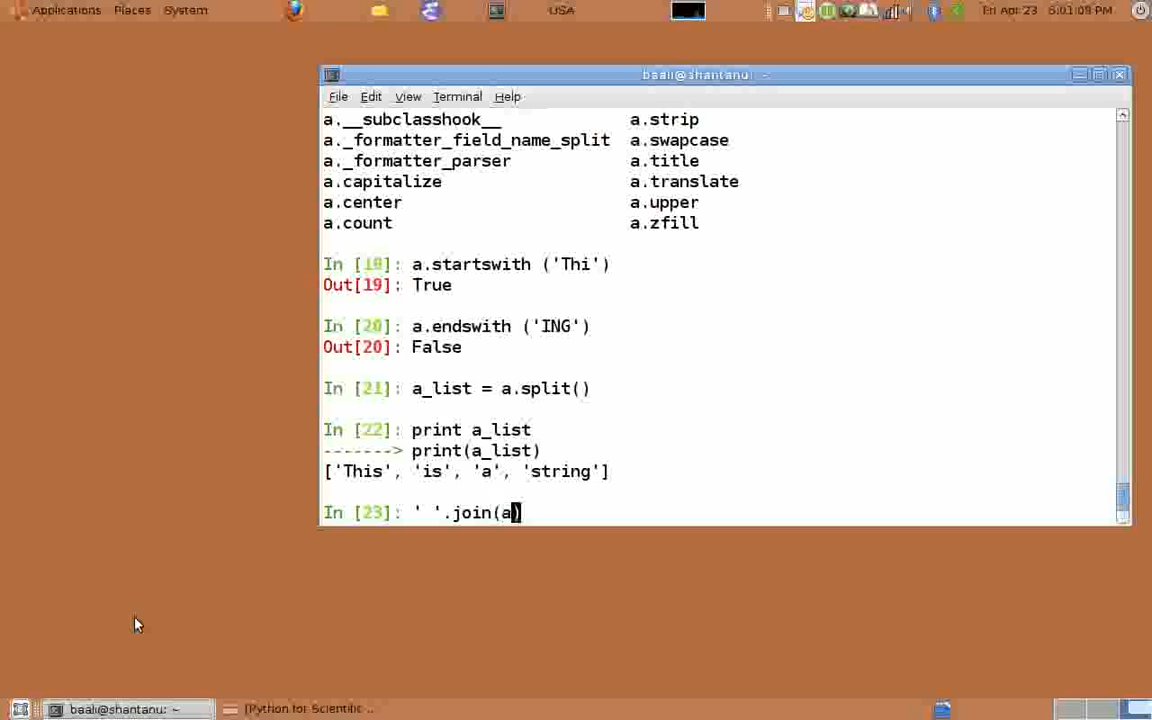 Applications Places System USA Fri Apr 23 6:01:09 PM
baali@shantanu: ~
File Edit View Terminal Help
a.__subclasshook__ a.strip
a._formatter_field_name_split a.swapcase
a._formatter_parser a.title
a.capitalize a.translate
a.center a.upper
a.count a.zfill
In [19]: a.startswith ('Thi')
Out[19]: True
In [20]: a.endswith ('ING')
Out[20]: False
In [21]: a_list = a.split()
In [22]: print a_list
-------> print(a_list)
['This', 'is', 'a', 'string']
In [23]: ' '.join(a)
baali@shantanu: ~ [Python for Scientific ...